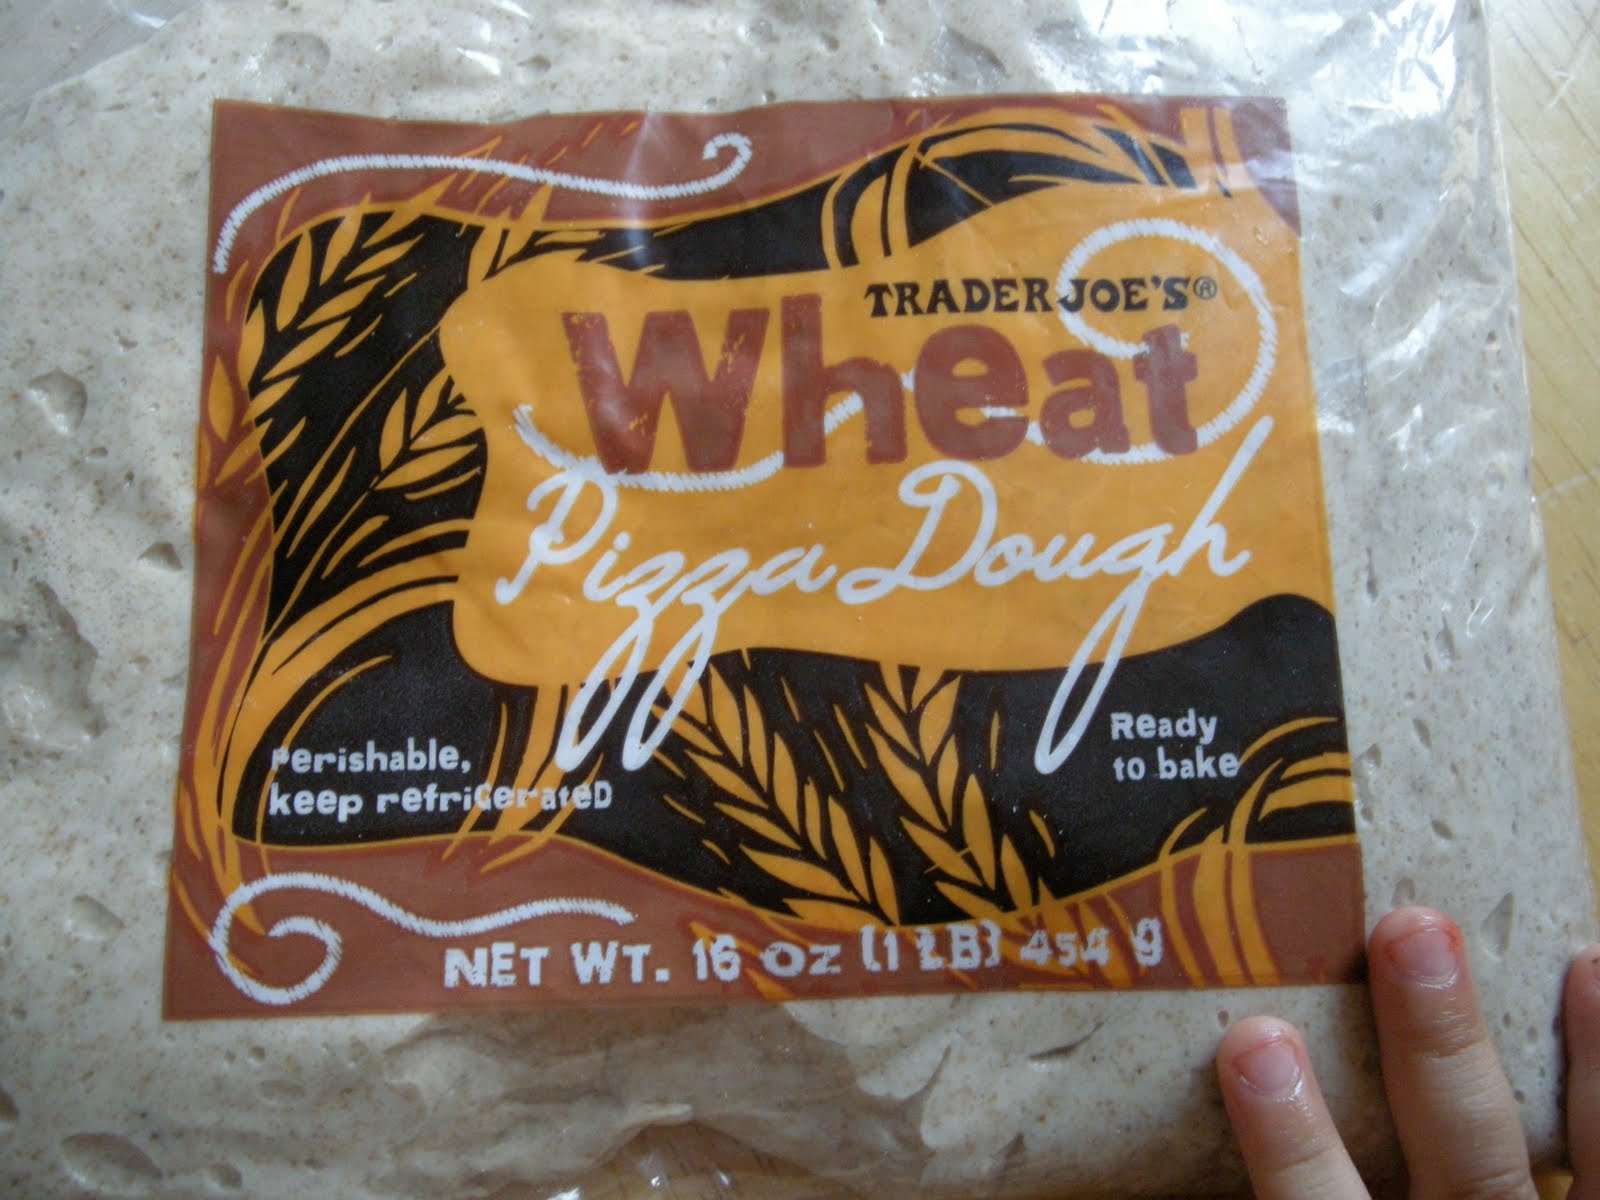 TRADER JOE'S®
Wheat
Pizza Dough
Perishable,
keep refrigerated
Ready
to bake
NET WT. 16 oz (1 LB) 454 g